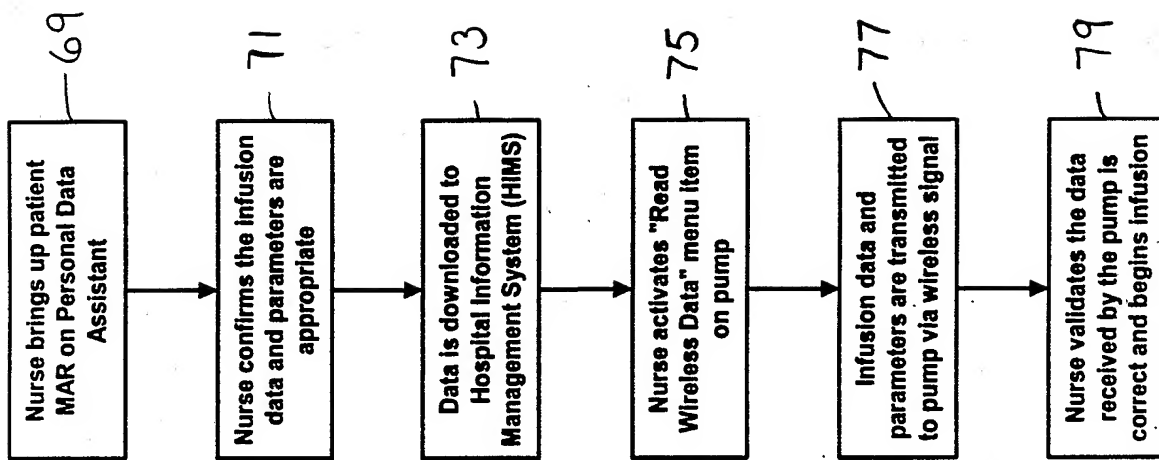 Nurse brings up patient
MAR on Personal Data
Assistant
69
Nurse confirms the infusion
data and parameters are
appropriate
71
Data is downloaded to
Hospital Information
Management System (HIMS)
73
Nurse activates "Read
Wireless Data" menu item
on pump
75
Infusion data and
parameters are transmitted
to pump via wireless signal
77
Nurse validates the data
received by the pump is
correct and begins infusion
79